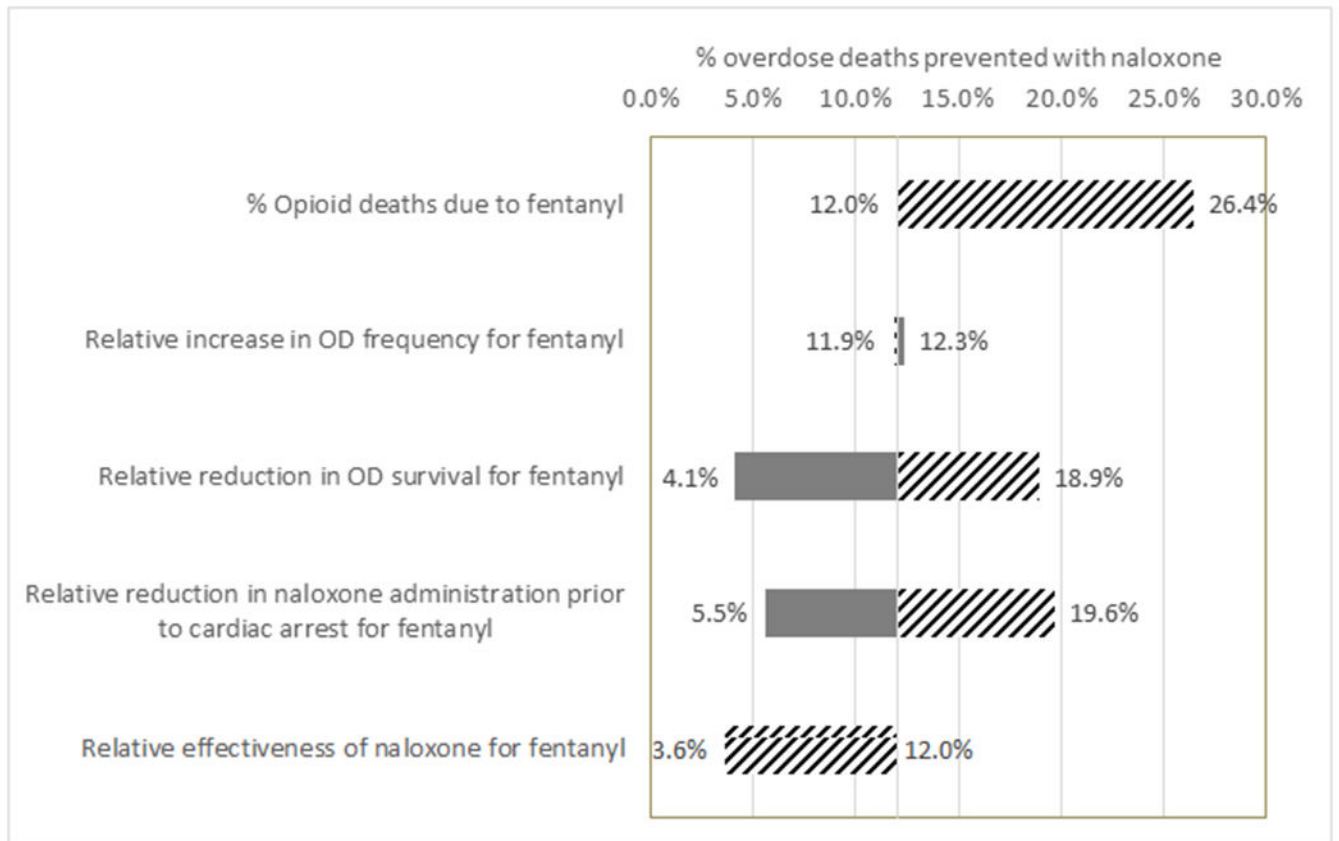 % overdose deaths prevented with naloxone
0.0% 5.0% 10.0% 15.0% 20.0% 25.0% 30.0%
% Opioid deaths due to fentanyl 12.0% 26.4%
Relative increase in OD frequency for fentanyl 11.9% 12.3%
Relative reduction in OD survival for fentanyl 4.1% 18.9%
Relative reduction in naloxone administration prior
to cardiac arrest for fentanyl 5.5% 19.6%
Relative effectiveness of naloxone for fentanyl 3.6% 12.0%